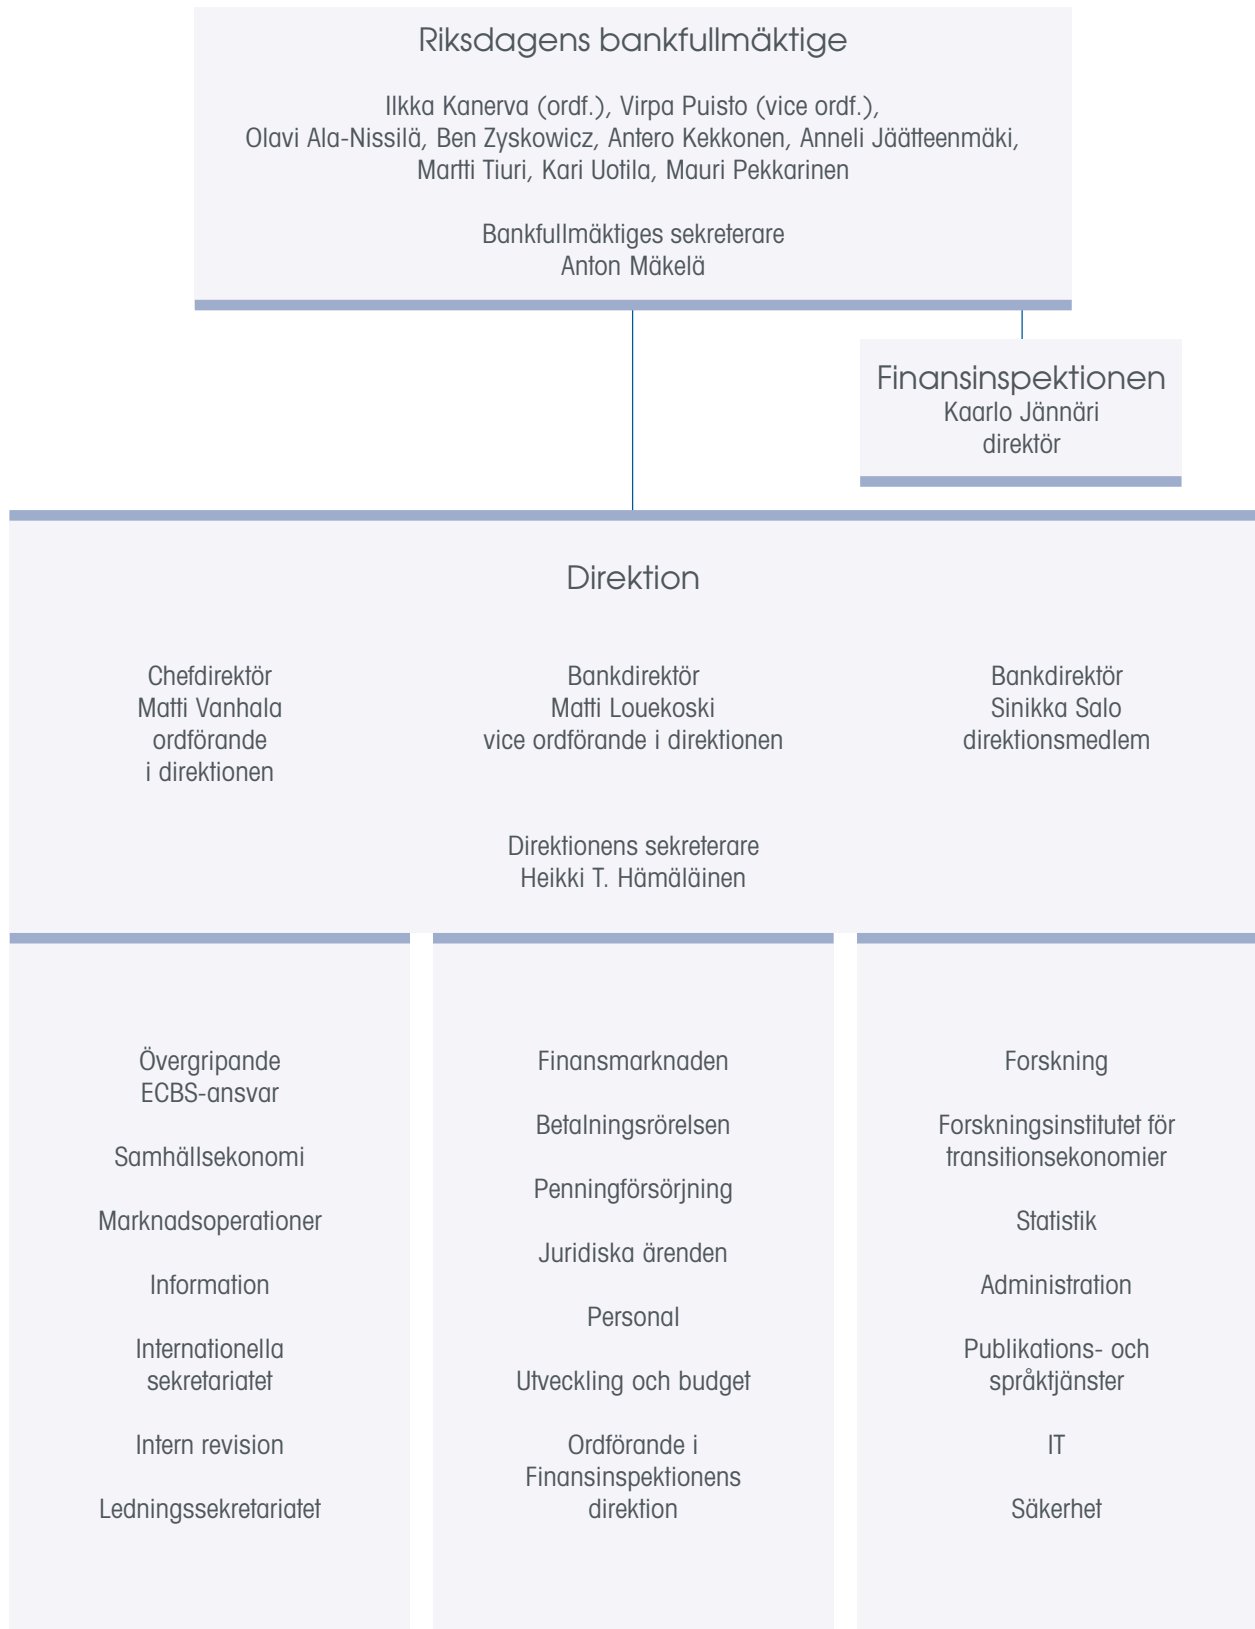 Riksdagens bankfullmäktige
Ilkka Kanerva (ordf.), Virpa Puisto (vice ordf.),
Olavi Ala-Nissilä, Ben Zyskowicz, Antero Kekkonen, Anneli Jäätteenmäki,
Martti Tiuri, Kari Uotila, Mauri Pekkarinen
Bankfullmäktiges sekreterare
Anton Mäkelä
Finansinspektionen
Kaarlo Jännäri
direktör
Direktion
Chefdirektör
Matti Vanhala
ordförande
i direktionen
Bankdirektör
Matti Louekoski
vice ordförande i direktionen
Bankdirektör
Sinikka Salo
direktionsmedlem
Direktionens sekreterare
Heikki T. Hämäläinen
Övergripande
ECBS-ansvar
Samhällsekonomi
Marknadsoperationer
Information
Internationella
sekretariatet
Intern revision
Ledningssekretariatet
Finansmarknaden
Betalningsrörelsen
Penningförsörjning
Juridiska ärenden
Personal
Utveckling och budget
Ordförande i
Finansinspektionens
direktion
Forskning
Forskningsinstitutet för
transitionsekonomier
Statistik
Administration
Publikations- och
språktjänster
IT
Säkerhet